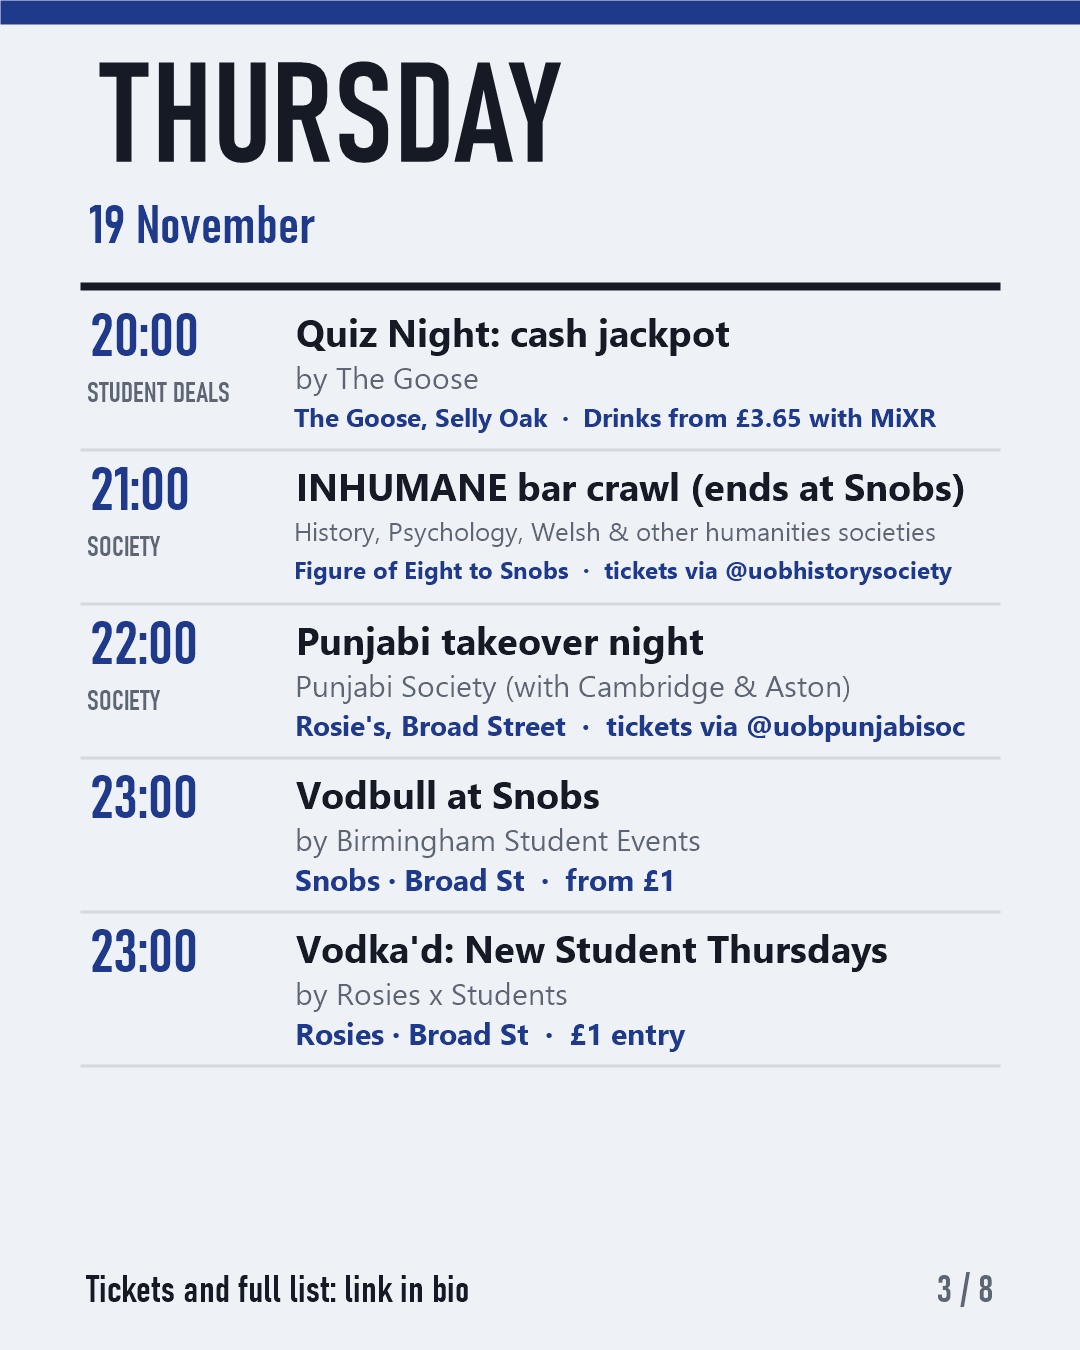 THURSDAY
19 November
20:00
STUDENT DEALS
Quiz Night: cash jackpot
by The Goose
The Goose, Selly Oak · Drinks from £3.65 with MiXR
21:00
SOCIETY
INHUMANE bar crawl (ends at Snobs)
History, Psychology, Welsh & other humanities societies
Figure of Eight to Snobs · tickets via @uobhistorysociety
22:00
SOCIETY
Punjabi takeover night
Punjabi Society (with Cambridge & Aston)
Rosie's, Broad Street · tickets via @uobpunjabisoc
23:00
Vodbull at Snobs
by Birmingham Student Events
Snobs · Broad St · from £1
23:00
Vodka'd: New Student Thursdays
by Rosies x Students
Rosies · Broad St · £1 entry
Tickets and full list: link in bio
3 / 8